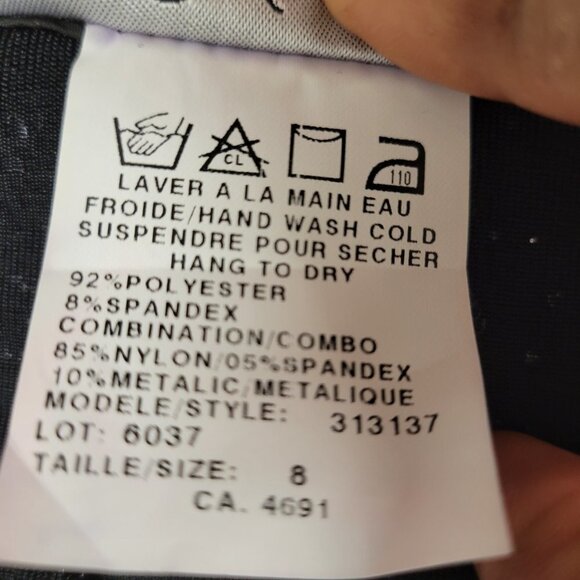 CL
110
LAVER A LA MAIN EAU
FROIDE/HAND WASH COLD
SUSPENDRE POUR SECHER
HANG TO DRY
92%POLYESTER
8%SPANDEX
COMBINATION/COMBO
85%NYLON/05%SPANDEX
10%METALIC/METALIQUE
MODELE/STYLE: 313137
LOT: 6037
TAILLE/SIZE: 8
CA. 4691